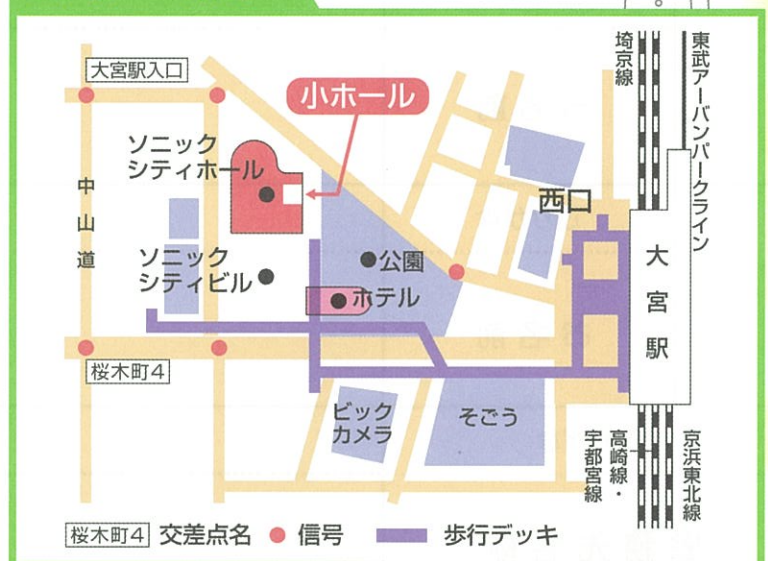 大宮駅入口
小ホール
埼京線
東武アーバンパークライン
ソニック
シティホール
中山道
西口
ソニック
シティビル
公園
ホテル
大宮駅
桜木町4
ビック
カメラ
そごう
高崎線・
宇都宮線
京浜東北線
桜木町4 交差点名 信号 歩行デッキ